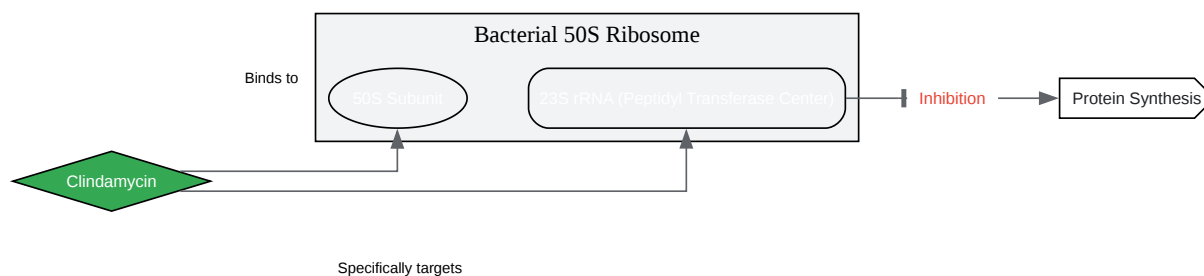 Bacterial 50S Ribosome
Binds to
50S Subunit
23S rRNA (Peptidyl Transferase Center)
Inhibition
Protein Synthesis
Clindamycin
Specifically targets